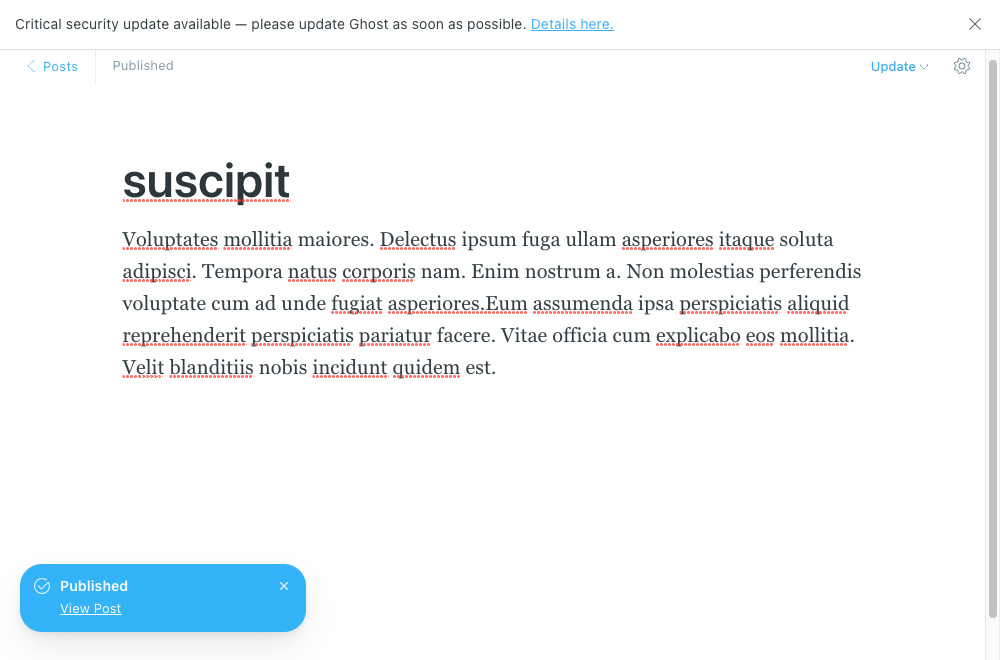 Critical security update available — please update Ghost as soon as possible. Details here.
Posts
Published
Update
suscipit
Voluptates mollitia maiores. Delectus ipsum fuga ullam asperiores itaque soluta
adipisci. Tempora natus corporis nam. Enim nostrum a. Non molestias perferendis
voluptate cum ad unde fugiat asperiores.Eum assumenda ipsa perspiciatis aliquid
reprehenderit perspiciatis pariatur facere. Vitae officia cum explicabo eos mollitia.
Velit blanditiis nobis incidunt quidem est.
Published
View Post